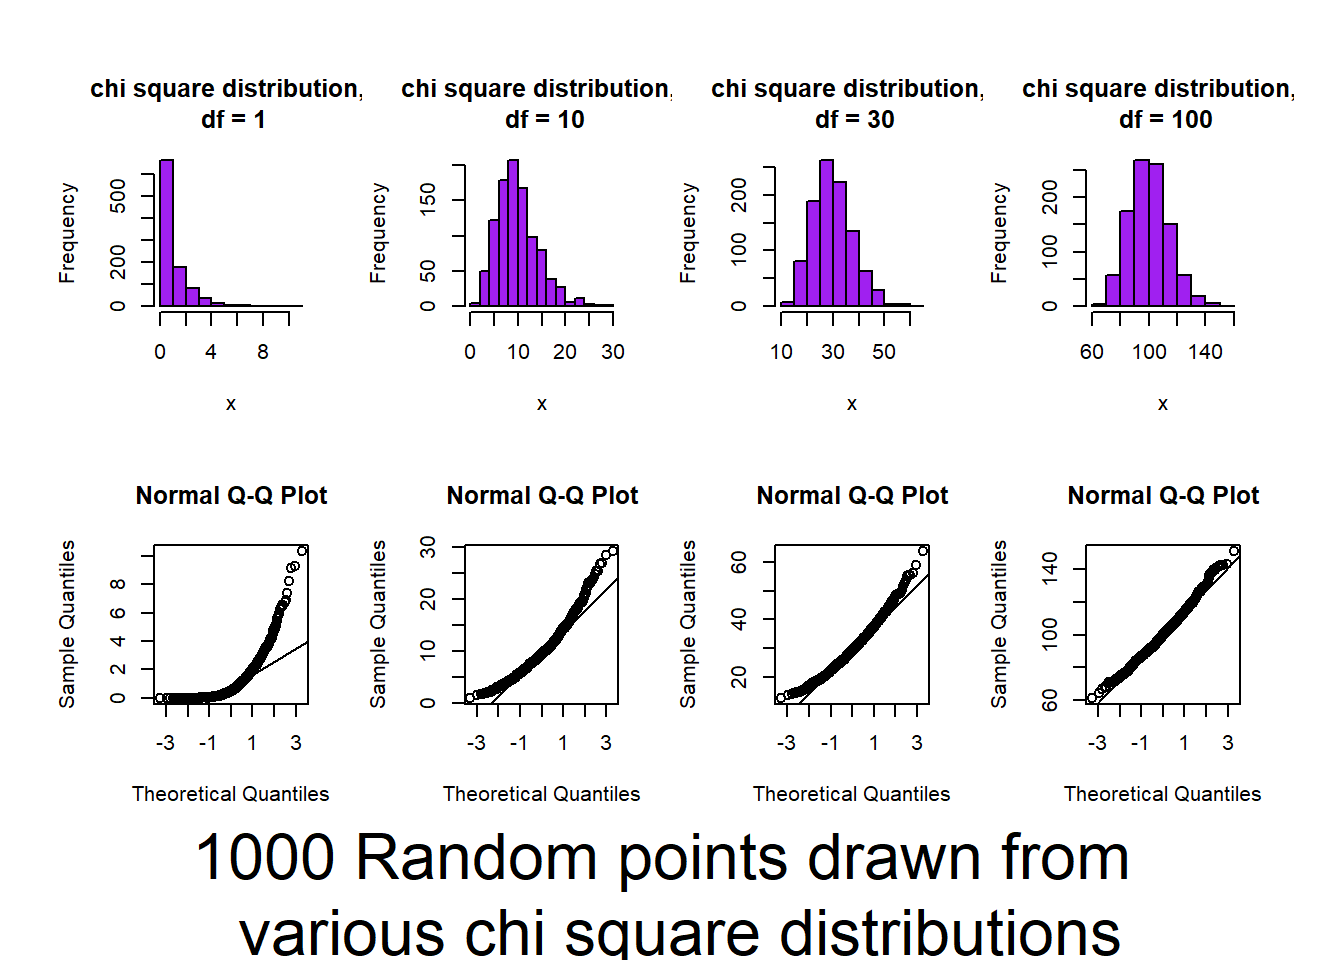 chi square distribution,
df = 1
chi square distribution,
df = 10
chi square distribution,
df = 30
chi square distribution,
df = 100
Frequency
0
200
500
0
4
8
x
Frequency
0
50
150
0
10
20
30
x
Frequency
0
100
200
10
30
50
x
Frequency
0
100
200
60
100
140
x
Normal Q-Q Plot
Sample Quantiles
0
2
4
6
8
-3
-1
1
3
Theoretical Quantiles
Normal Q-Q Plot
Sample Quantiles
0
10
20
30
-3
-1
1
3
Theoretical Quantiles
Normal Q-Q Plot
Sample Quantiles
20
40
60
-3
-1
1
3
Theoretical Quantiles
Normal Q-Q Plot
Sample Quantiles
60
100
140
-3
-1
1
3
Theoretical Quantiles
1000 Random points drawn from
various chi square distributions